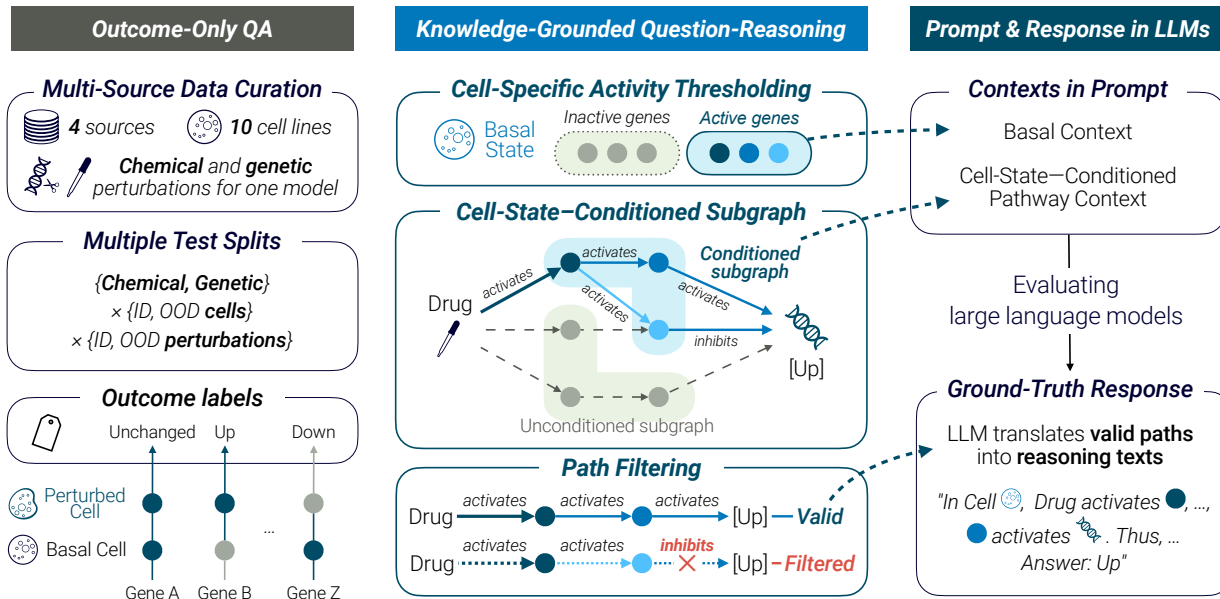 Outcome-Only QA
Multi-Source Data Curation
4 sources
10 cell lines
Chemical and genetic
perturbations for one model
Multiple Test Splits
{Chemical, Genetic}
× {ID, OOD cells}
× {ID, OOD perturbations}
Outcome labels
Unchanged
Up
Down
Perturbed
Cell
Basal Cell
...
Gene A
Gene B
Gene Z
Knowledge-Grounded Question-Reasoning
Cell-Specific Activity Thresholding
Basal
State
Inactive genes
Active genes
Cell-State–Conditioned Subgraph
Drug
activates
activates
activates
activates
inhibits
Conditioned
subgraph
[Up]
Unconditioned subgraph
Path Filtering
Drug
activates
activates
activates
[Up]
Valid
Drug
activates
activates
inhibits
[Up]
Filtered
Prompt & Response in LLMs
Contexts in Prompt
Basal Context
Cell-State—Conditioned
Pathway Context
Evaluating
large language models
Ground-Truth Response
LLM translates valid paths
into reasoning texts
"In Cell , Drug activates , ...,
activates . Thus, ...
Answer: Up"